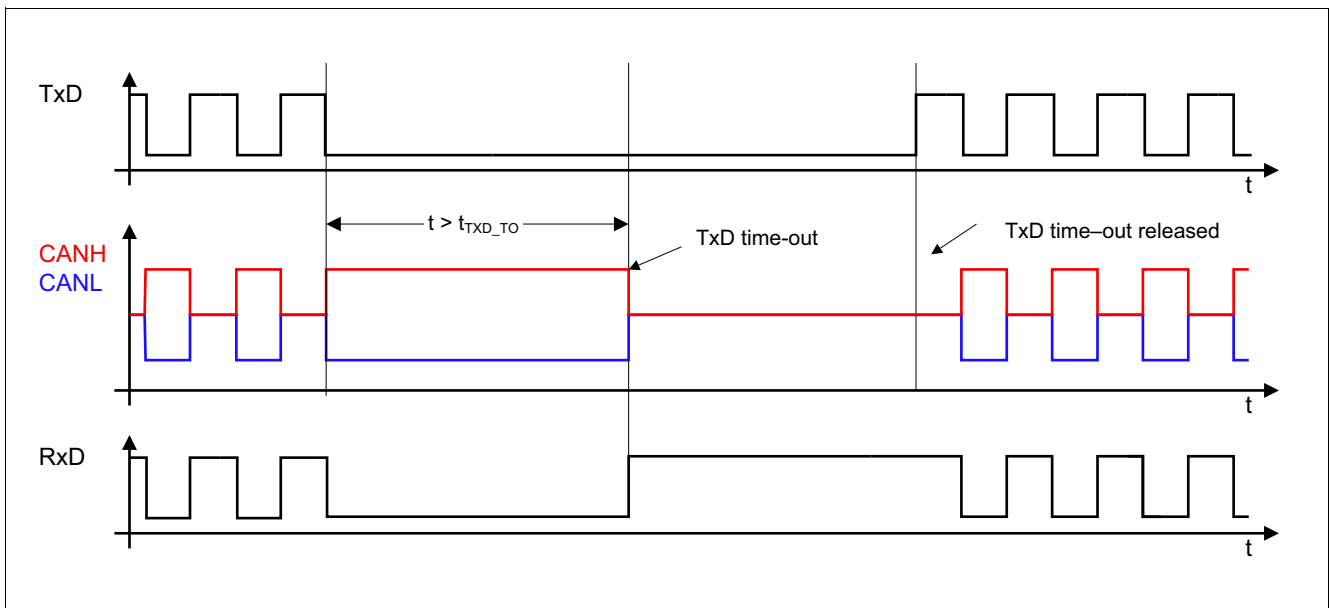 TxD
t
t > tTXD_TO
TxD time-out
TxD time–out released
CANH
CANL
t
RxD
t